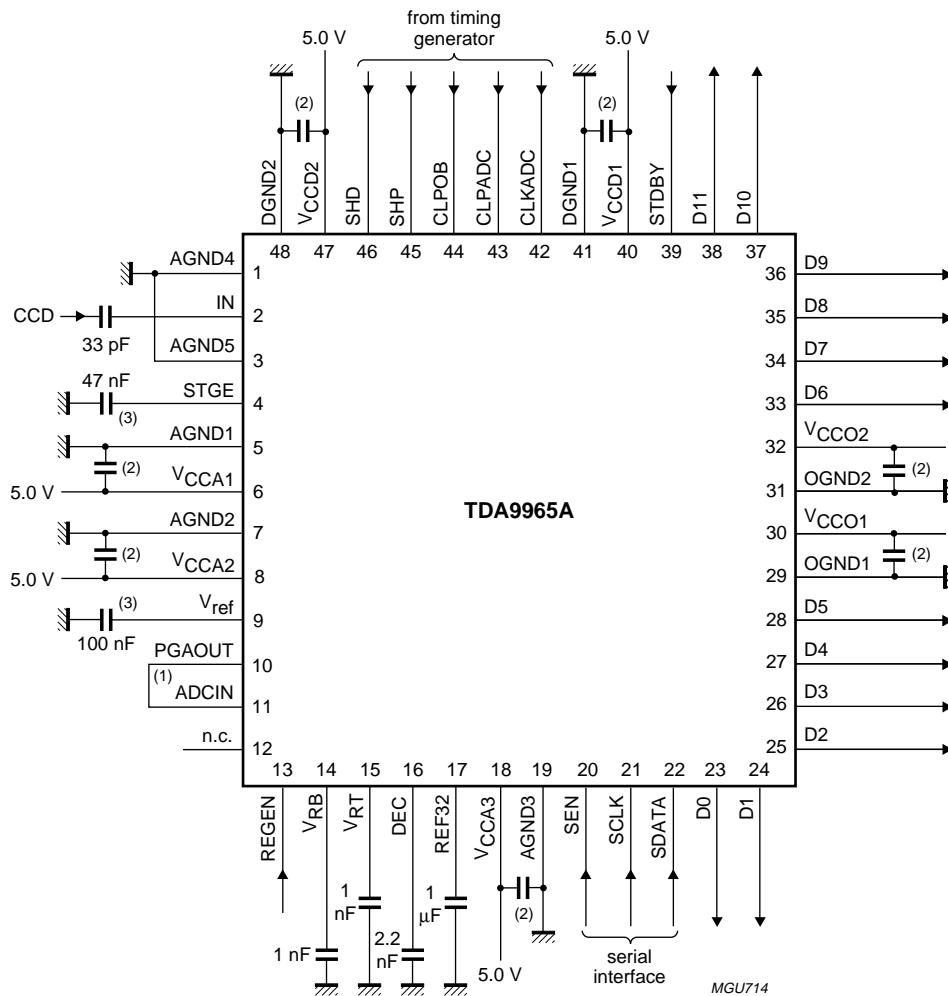 from timing
generator
5.0 V
5.0 V
(2)
(2)
DGND2
VCCD2
SHD
SHP
CLPOB
CLPADC
CLKADC
DGND1
VCCD1
STDBY
D11
D10
48
47
46
45
44
43
42
41
40
39
38
37
AGND4
1
CCD
IN
2
33 pF
AGND5
3
47 nF
STGE
4
(3)
AGND1
5
(2)
5.0 V
VCCA1
6
AGND2
7
(2)
5.0 V
VCCA2
8
(3)
Vref
9
100 nF
PGAOUT
10
(1)
ADCIN
11
n.c.
12
TDA9965A
36
D9
35
D8
34
D7
33
D6
32
VCCO2
(2)
31
OGND2
30
VCCO1
(2)
29
OGND1
28
D5
27
D4
26
D3
25
D2
13
14
15
16
17
18
19
20
21
22
23
24
REGEN
VRB
VRT
DEC
REF32
VCCA3
AGND3
SEN
SCLK
SDATA
D0
D1
1
nF
1
μF
(2)
1 nF
2.2
nF
5.0 V
serial
interface
MGU714